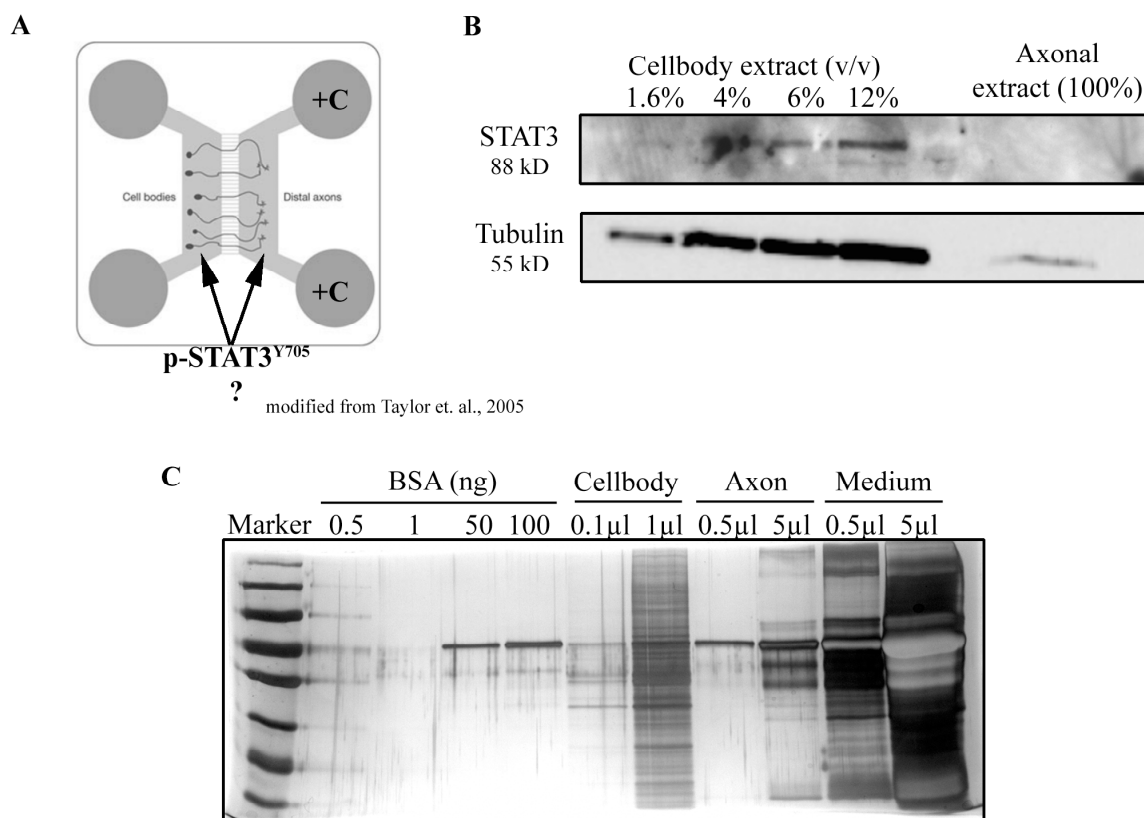 A
+C
Cell bodies
Distal axons
+C
p-STAT3Y705
?
modified from Taylor et. al., 2005
B
Cellbody extract (v/v)
1.6% 4% 6% 12%
Axonal
extract (100%)
STAT3
88 kD
Tubulin
55 kD
C
BSA (ng) Cellbody Axon Medium
Marker 0.5 1 50 100 0.1µl 1µl 0.5µl 5µl 0.5µl 5µl